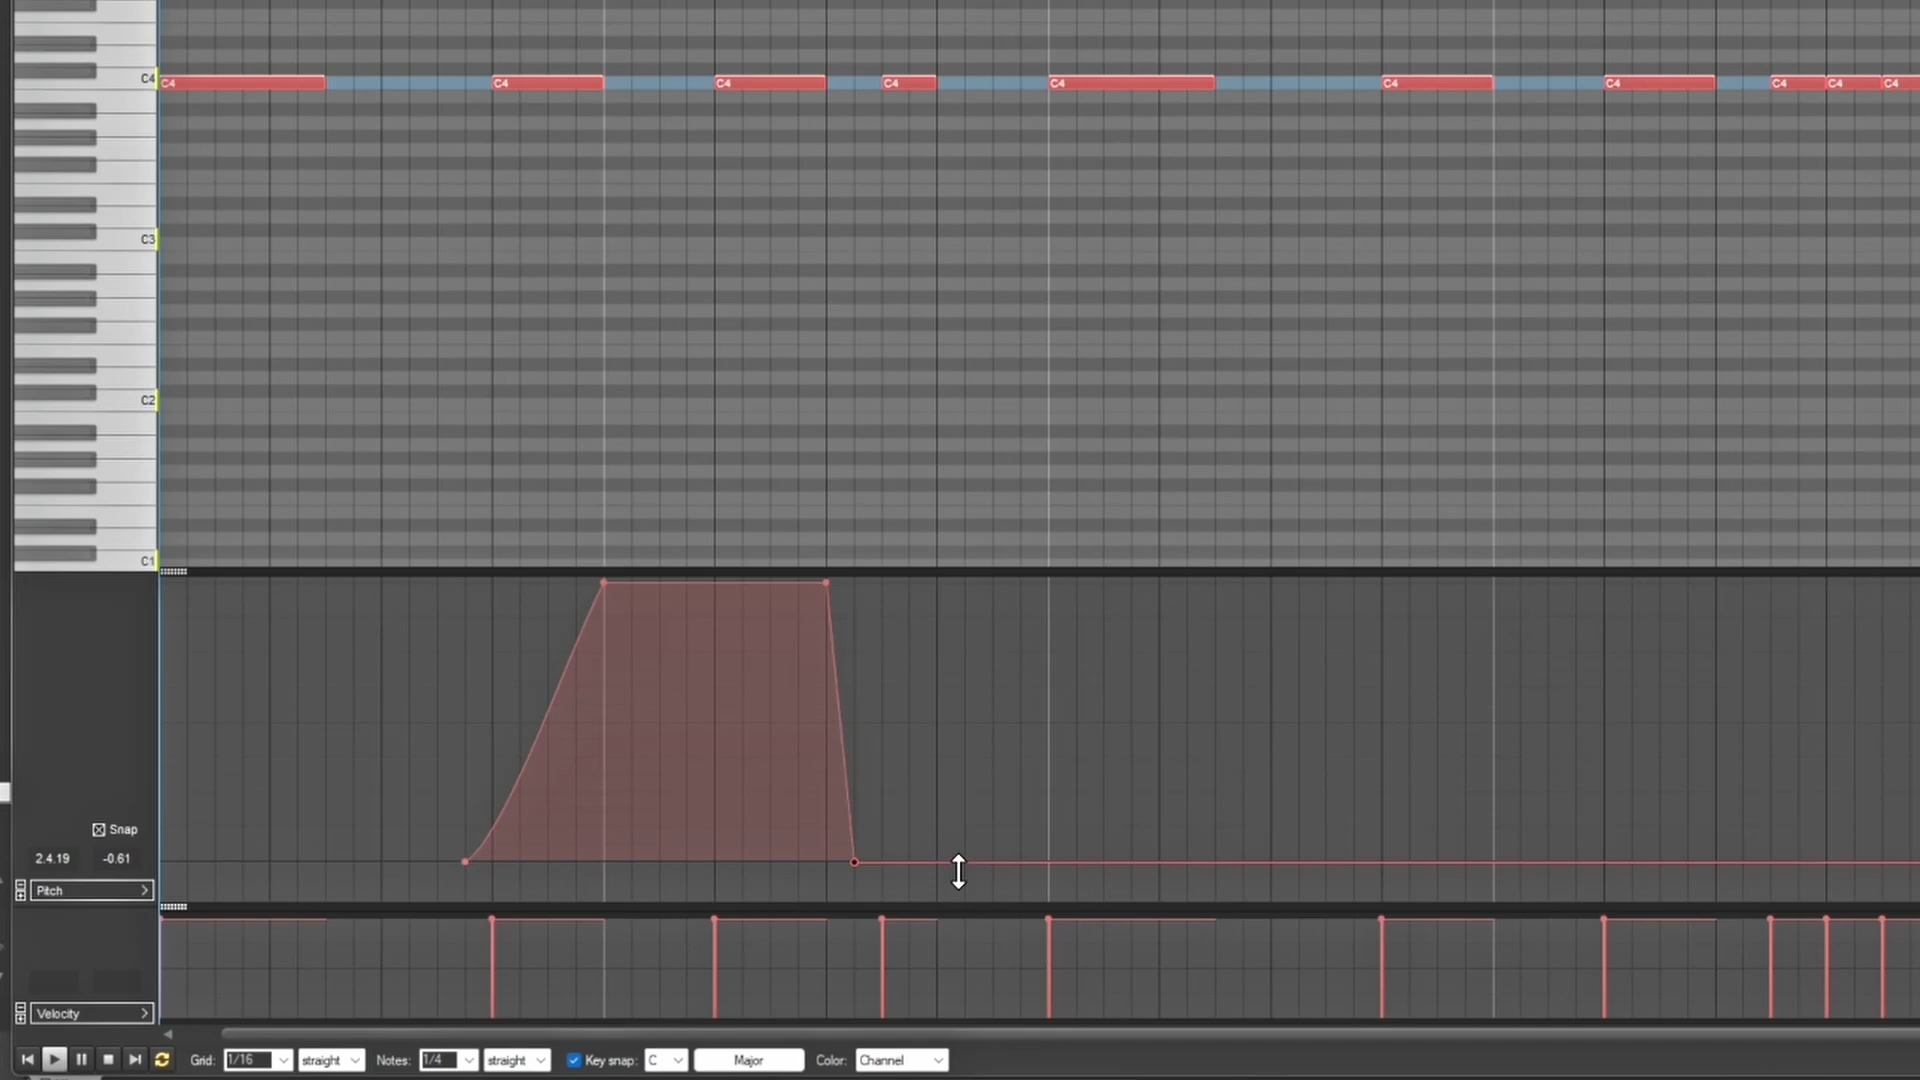 C4
C4 C4 C4 C4 C4 C4 C4 C4 C4 C4
C3
C2
C1
Snap
2.4.19 -0.61
Pitch
Velocity
Grid: 1/16 straight Notes: 1/4 straight Key snap: C Major Color: Channel